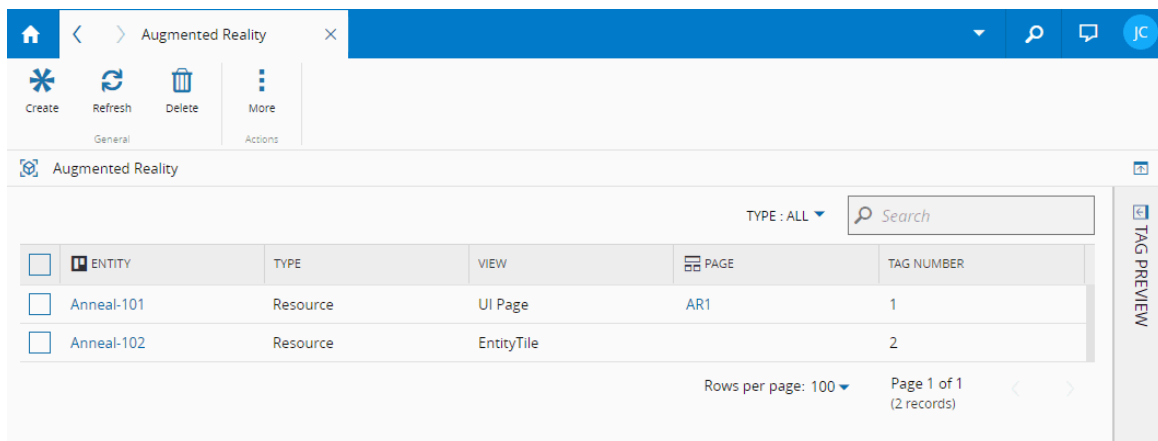 Augmented Reality
JC
Create Refresh Delete More
General Actions
Augmented Reality
TYPE : ALL Search
ENTITY TYPE VIEW PAGE TAG NUMBER
Anneal-101 Resource UI Page AR1 1
Anneal-102 Resource EntityTile 2
Rows per page: 100 Page 1 of 1
(2 records)
TAG PREVIEW